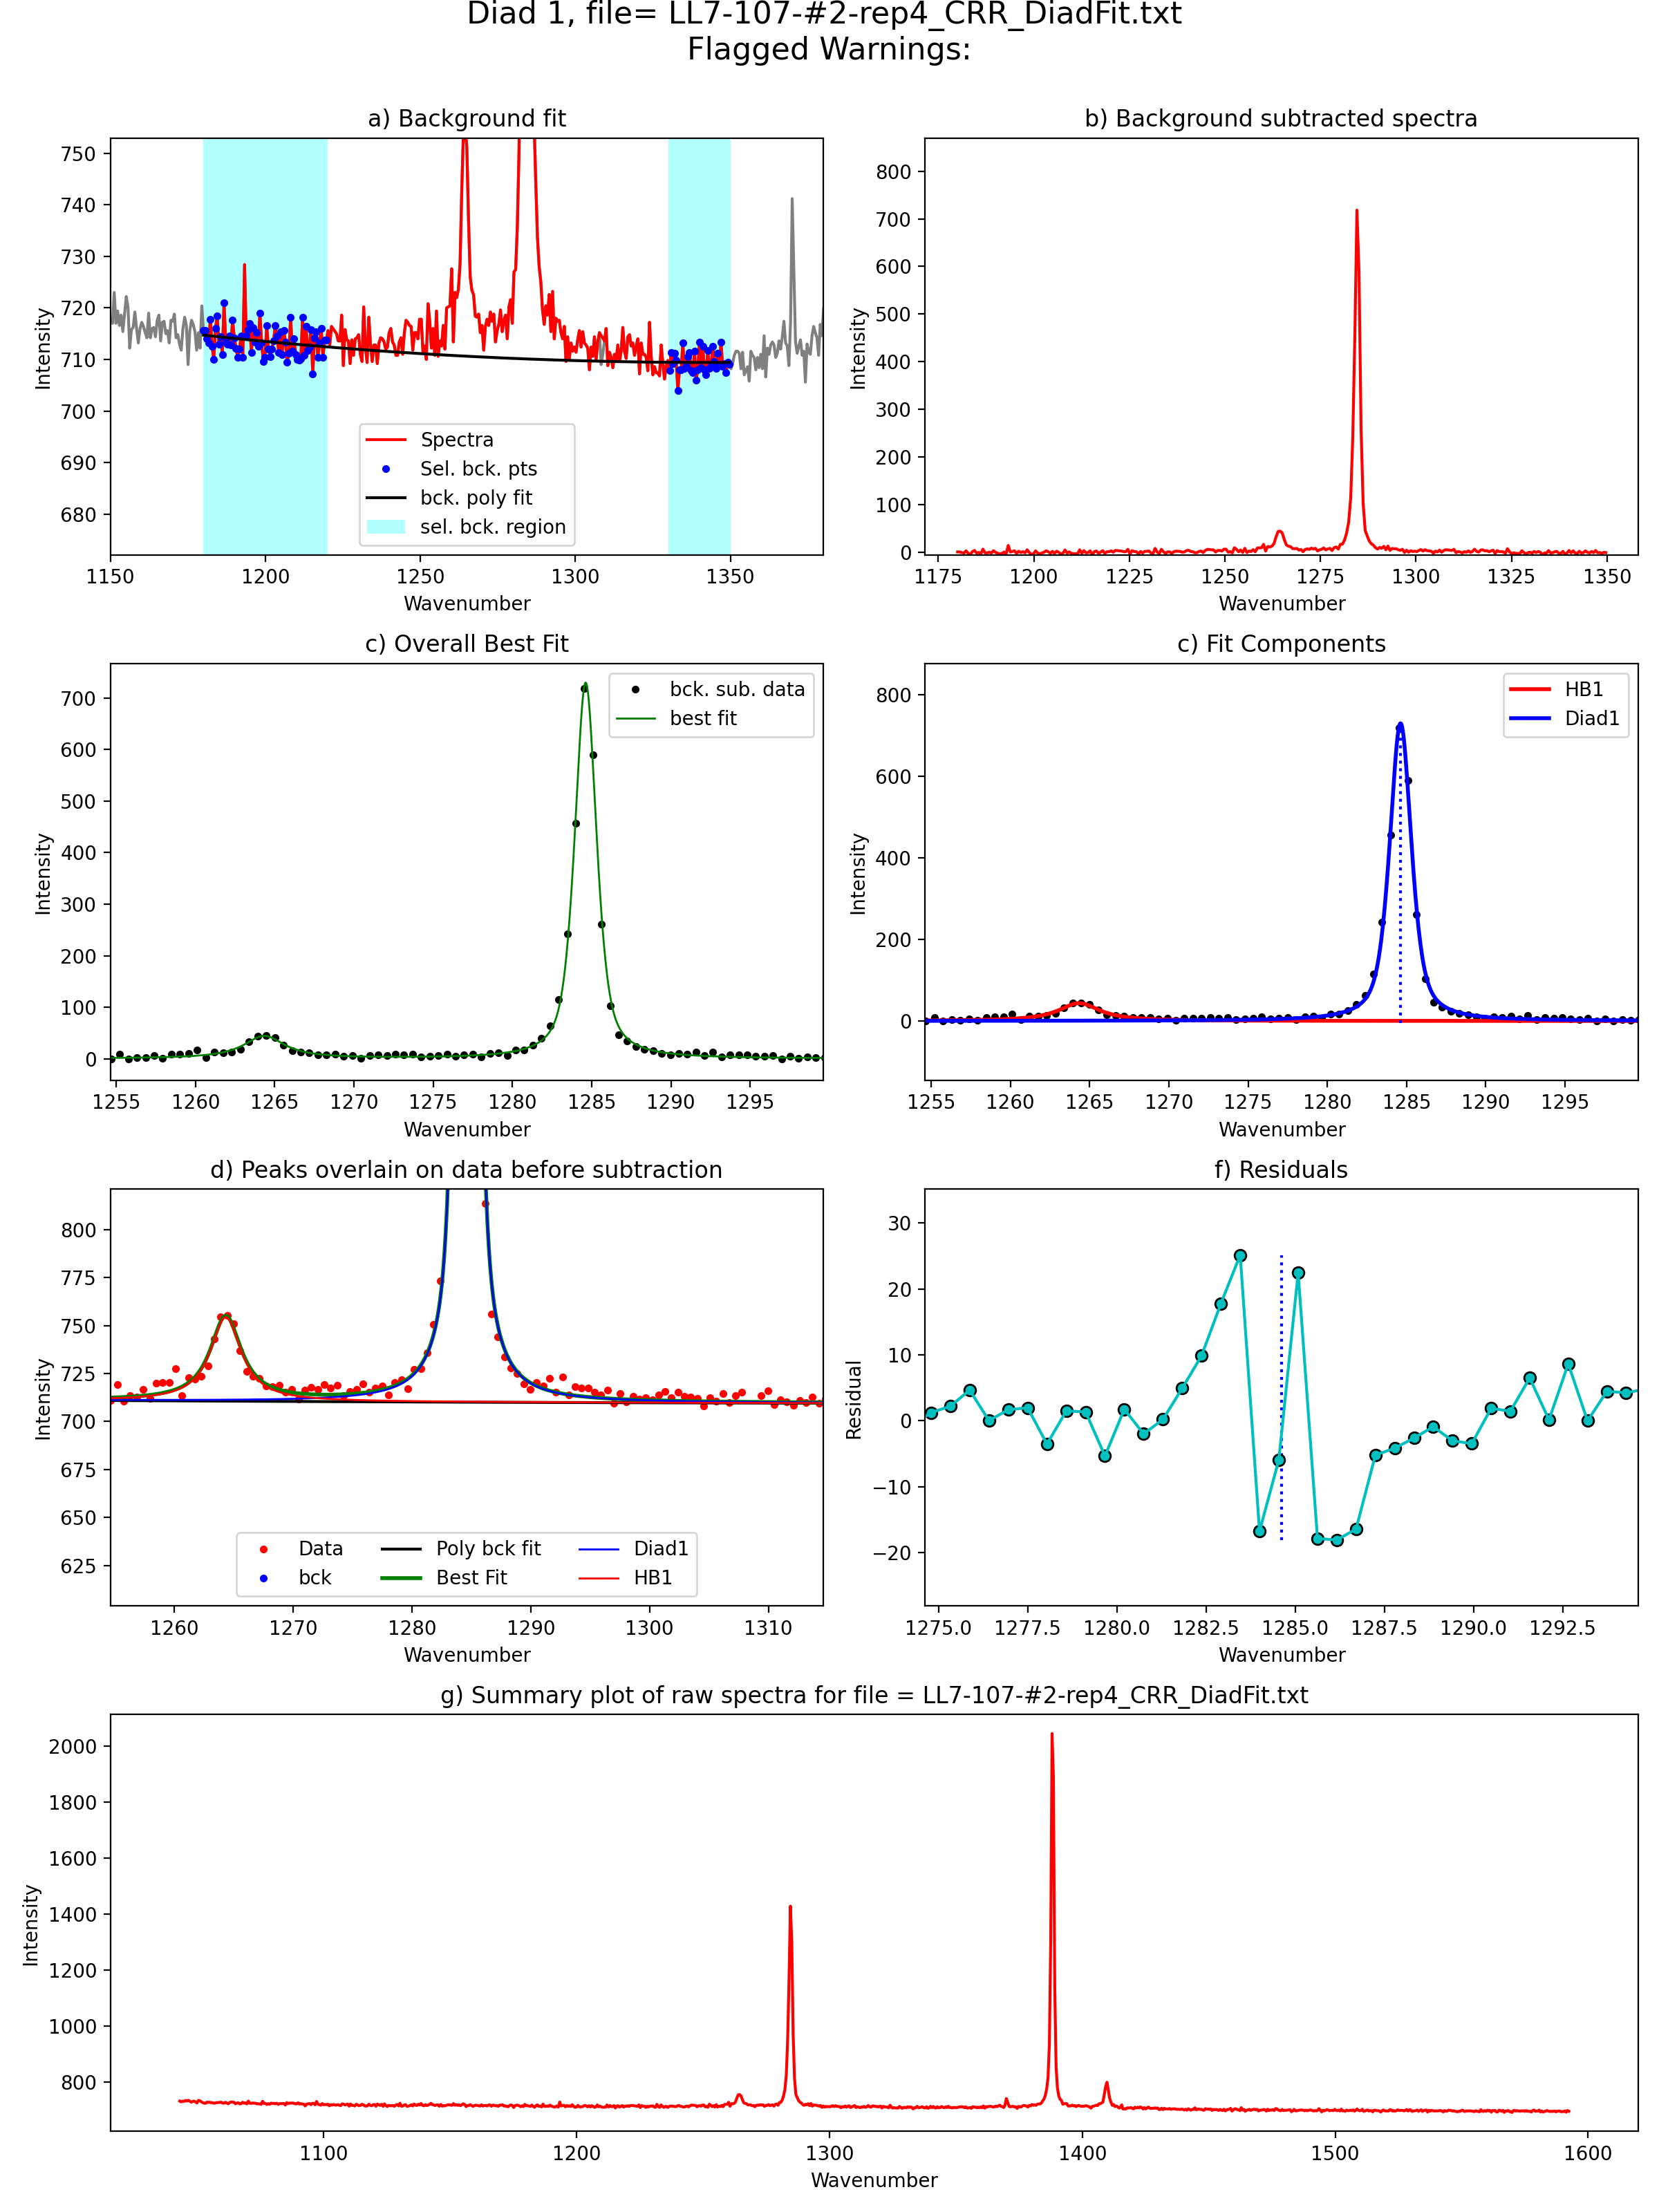 Diad 1, file= LL7-107-#2-rep4_CRR_DiadFit.txt
Flagged Warnings:
a) Background fit
750
740
730
720
710
700
690
680
Intensity
Spectra
Sel. bck. pts
bck. poly fit
sel. bck. region
1150 1200 1250 1300 1350
Wavenumber
b) Background subtracted spectra
800
700
600
500
400
300
200
100
0
Intensity
1175 1200 1225 1250 1275 1300 1325 1350
Wavenumber
c) Overall Best Fit
700
600
500
400
300
200
100
0
Intensity
bck. sub. data
best fit
1255 1260 1265 1270 1275 1280 1285 1290 1295
Wavenumber
c) Fit Components
800
600
400
200
0
Intensity
HB1
Diad1
1255 1260 1265 1270 1275 1280 1285 1290 1295
Wavenumber
d) Peaks overlain on data before subtraction
800
775
750
725
700
675
650
625
Intensity
Data
bck
Poly bck fit
Best Fit
Diad1
HB1
1260 1270 1280 1290 1300 1310
Wavenumber
f) Residuals
30
20
10
0
−10
−20
Residual
1275.0 1277.5 1280.0 1282.5 1285.0 1287.5 1290.0 1292.5
Wavenumber
g) Summary plot of raw spectra for file = LL7-107-#2-rep4_CRR_DiadFit.txt
2000
1800
1600
1400
1200
1000
800
Intensity
1100 1200 1300 1400 1500 1600
Wavenumber